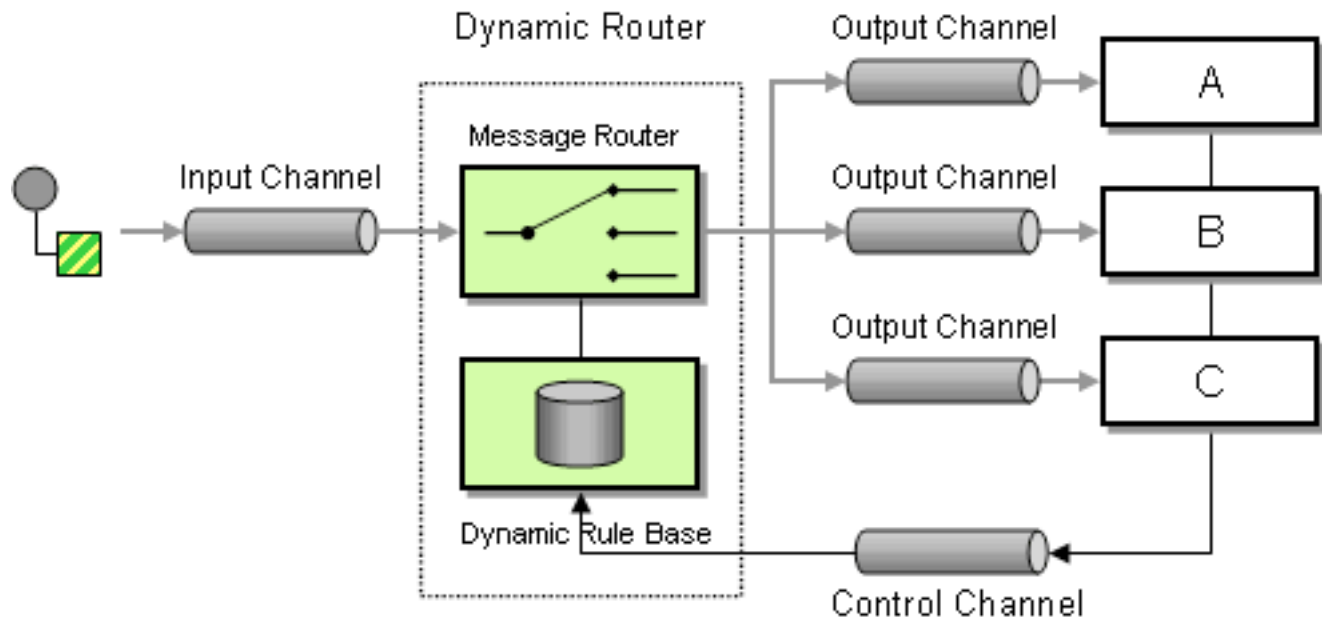 Dynamic Router
Output Channel
A
Message Router
Input Channel
Output Channel
B
Output Channel
C
Dynamic Rule Base
Control Channel